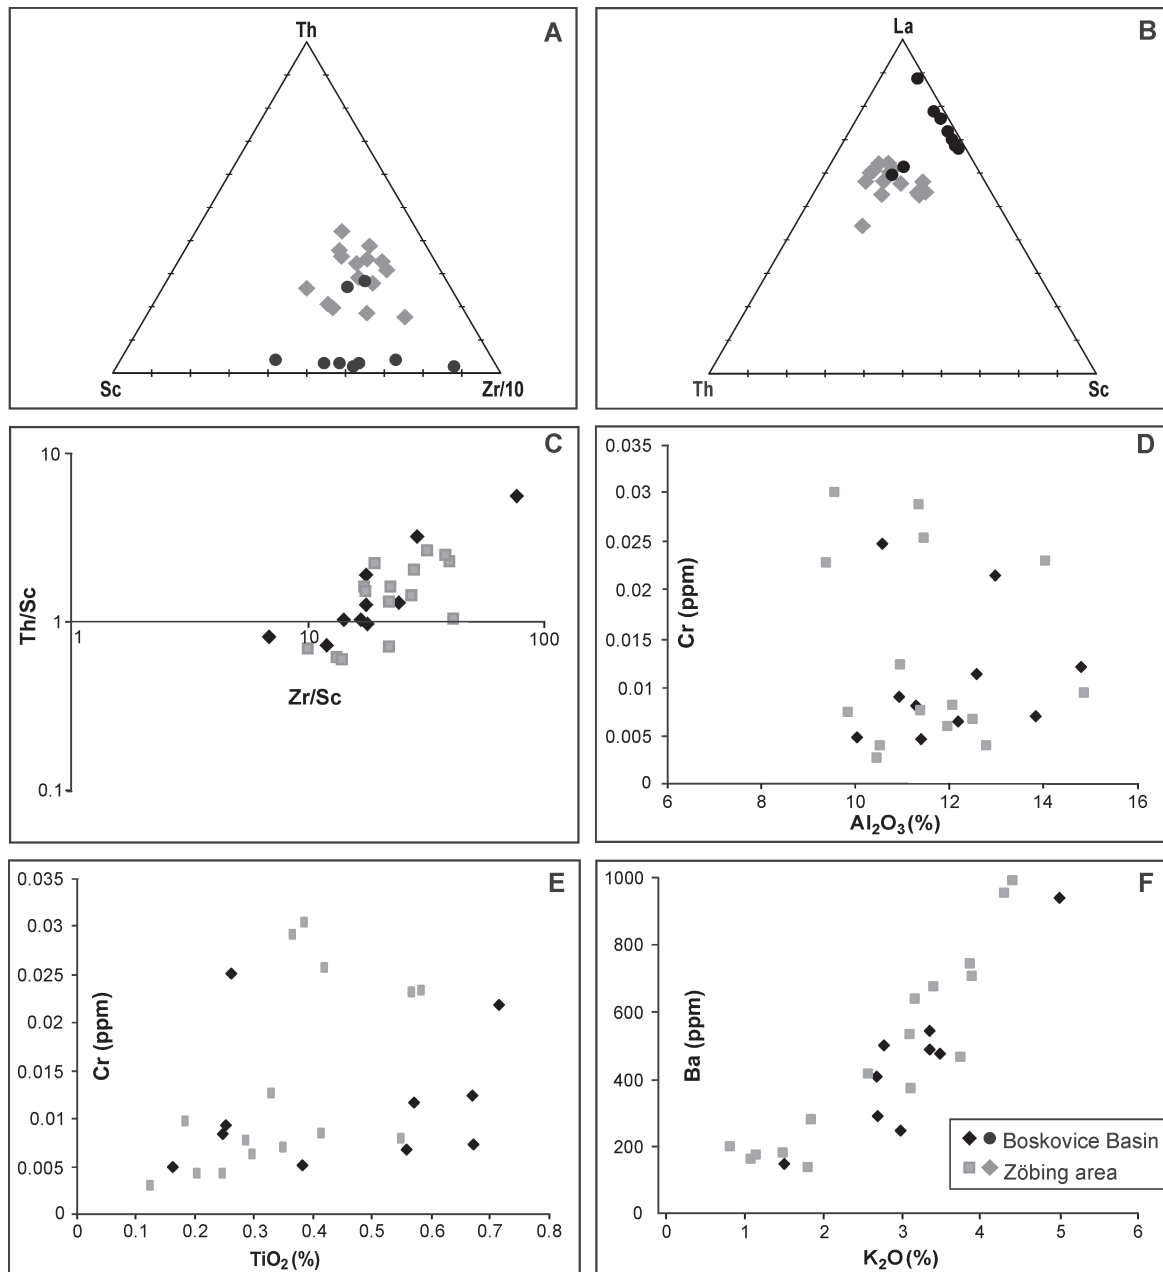 A
Th
Sc
Zr/10
B
La
Th
Sc
C
10
Th/Sc
1
1
10
100
Zr/Sc
0.1
D
0.035
0.03
0.025
0.02
0.015
0.01
0.005
0
Cr (ppm)
6
8
10
12
14
16
Al₂O₃ (%)
E
0.035
0.03
0.025
0.02
0.015
0.01
0.005
0
Cr (ppm)
0
0.1
0.2
0.3
0.4
0.5
0.6
0.7
0.8
TiO₂ (%)
F
1000
800
600
400
200
0
Ba (ppm)
0
1
2
3
4
5
6
K₂O (%)
Boskovice Basin
Zöbing area